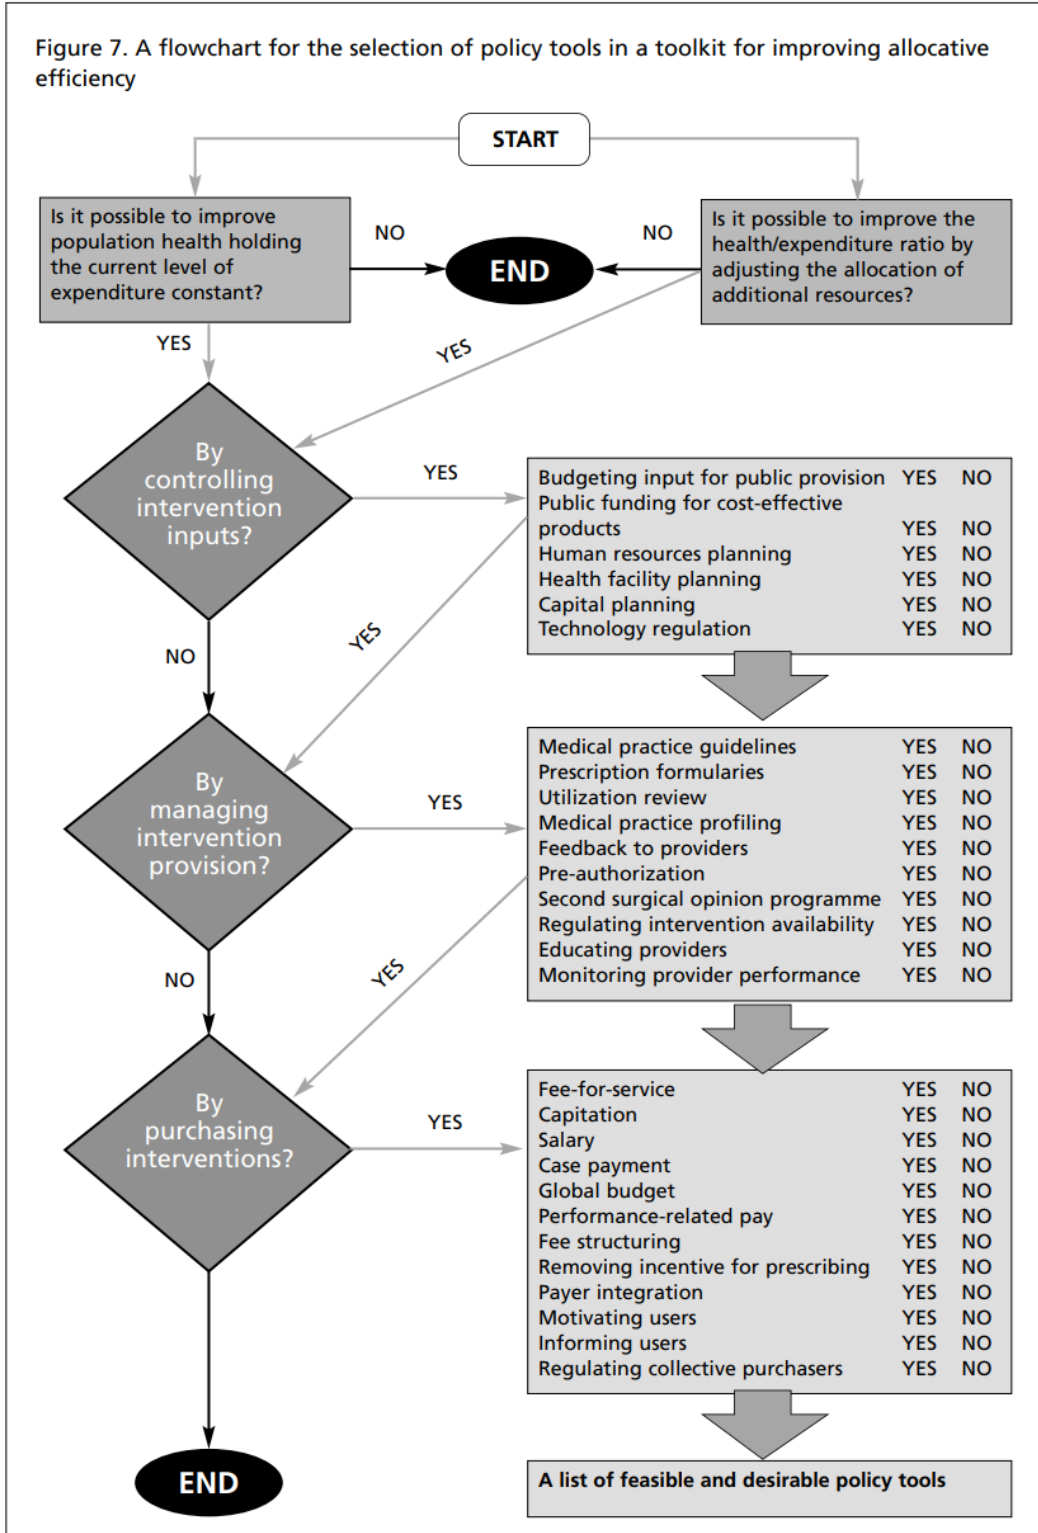 Figure 7. A flowchart for the selection of policy tools in a toolkit for improving allocative
efficiency
START
Is it possible to improve
population health holding
the current level of
expenditure constant?
NO
END
NO
Is it possible to improve the
health/expenditure ratio by
adjusting the allocation of
additional resources?
YES
YES
By
controlling
intervention
inputs?
YES
Budgeting input for public provision YES NO
Public funding for cost-effective
products YES NO
Human resources planning YES NO
Health facility planning YES NO
Capital planning YES NO
Technology regulation YES NO
NO
YES
By
managing
intervention
provision?
YES
Medical practice guidelines YES NO
Prescription formularies YES NO
Utilization review YES NO
Medical practice profiling YES NO
Feedback to providers YES NO
Pre-authorization YES NO
Second surgical opinion programme YES NO
Regulating intervention availability YES NO
Educating providers YES NO
Monitoring provider performance YES NO
NO
YES
By
purchasing
interventions?
YES
Fee-for-service YES NO
Capitation YES NO
Salary YES NO
Case payment YES NO
Global budget YES NO
Performance-related pay YES NO
Fee structuring YES NO
Removing incentive for prescribing YES NO
Payer integration YES NO
Motivating users YES NO
Informing users YES NO
Regulating collective purchasers YES NO
END
A list of feasible and desirable policy tools